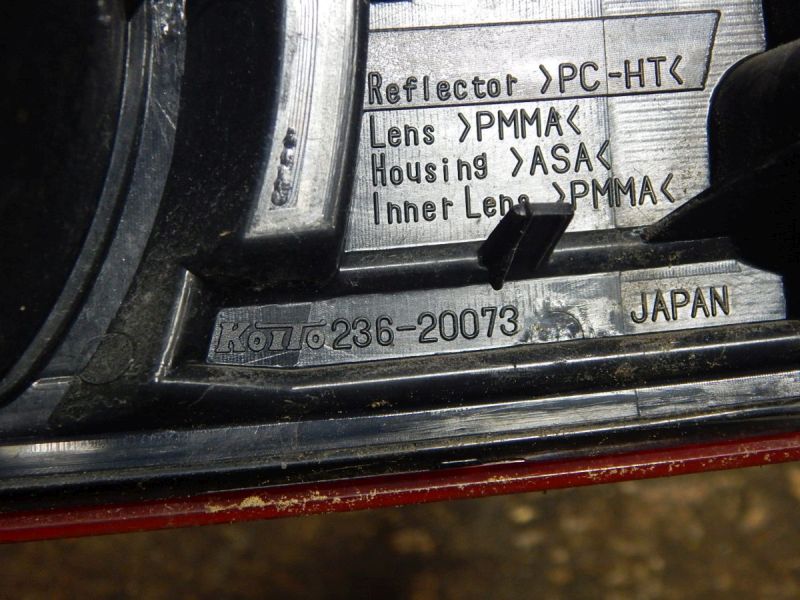 Reflector >PC-HT<
Lens >PMMA<
Housing >ASA<
Inner Lens >PMMA<
KOITO 236-20073
JAPAN